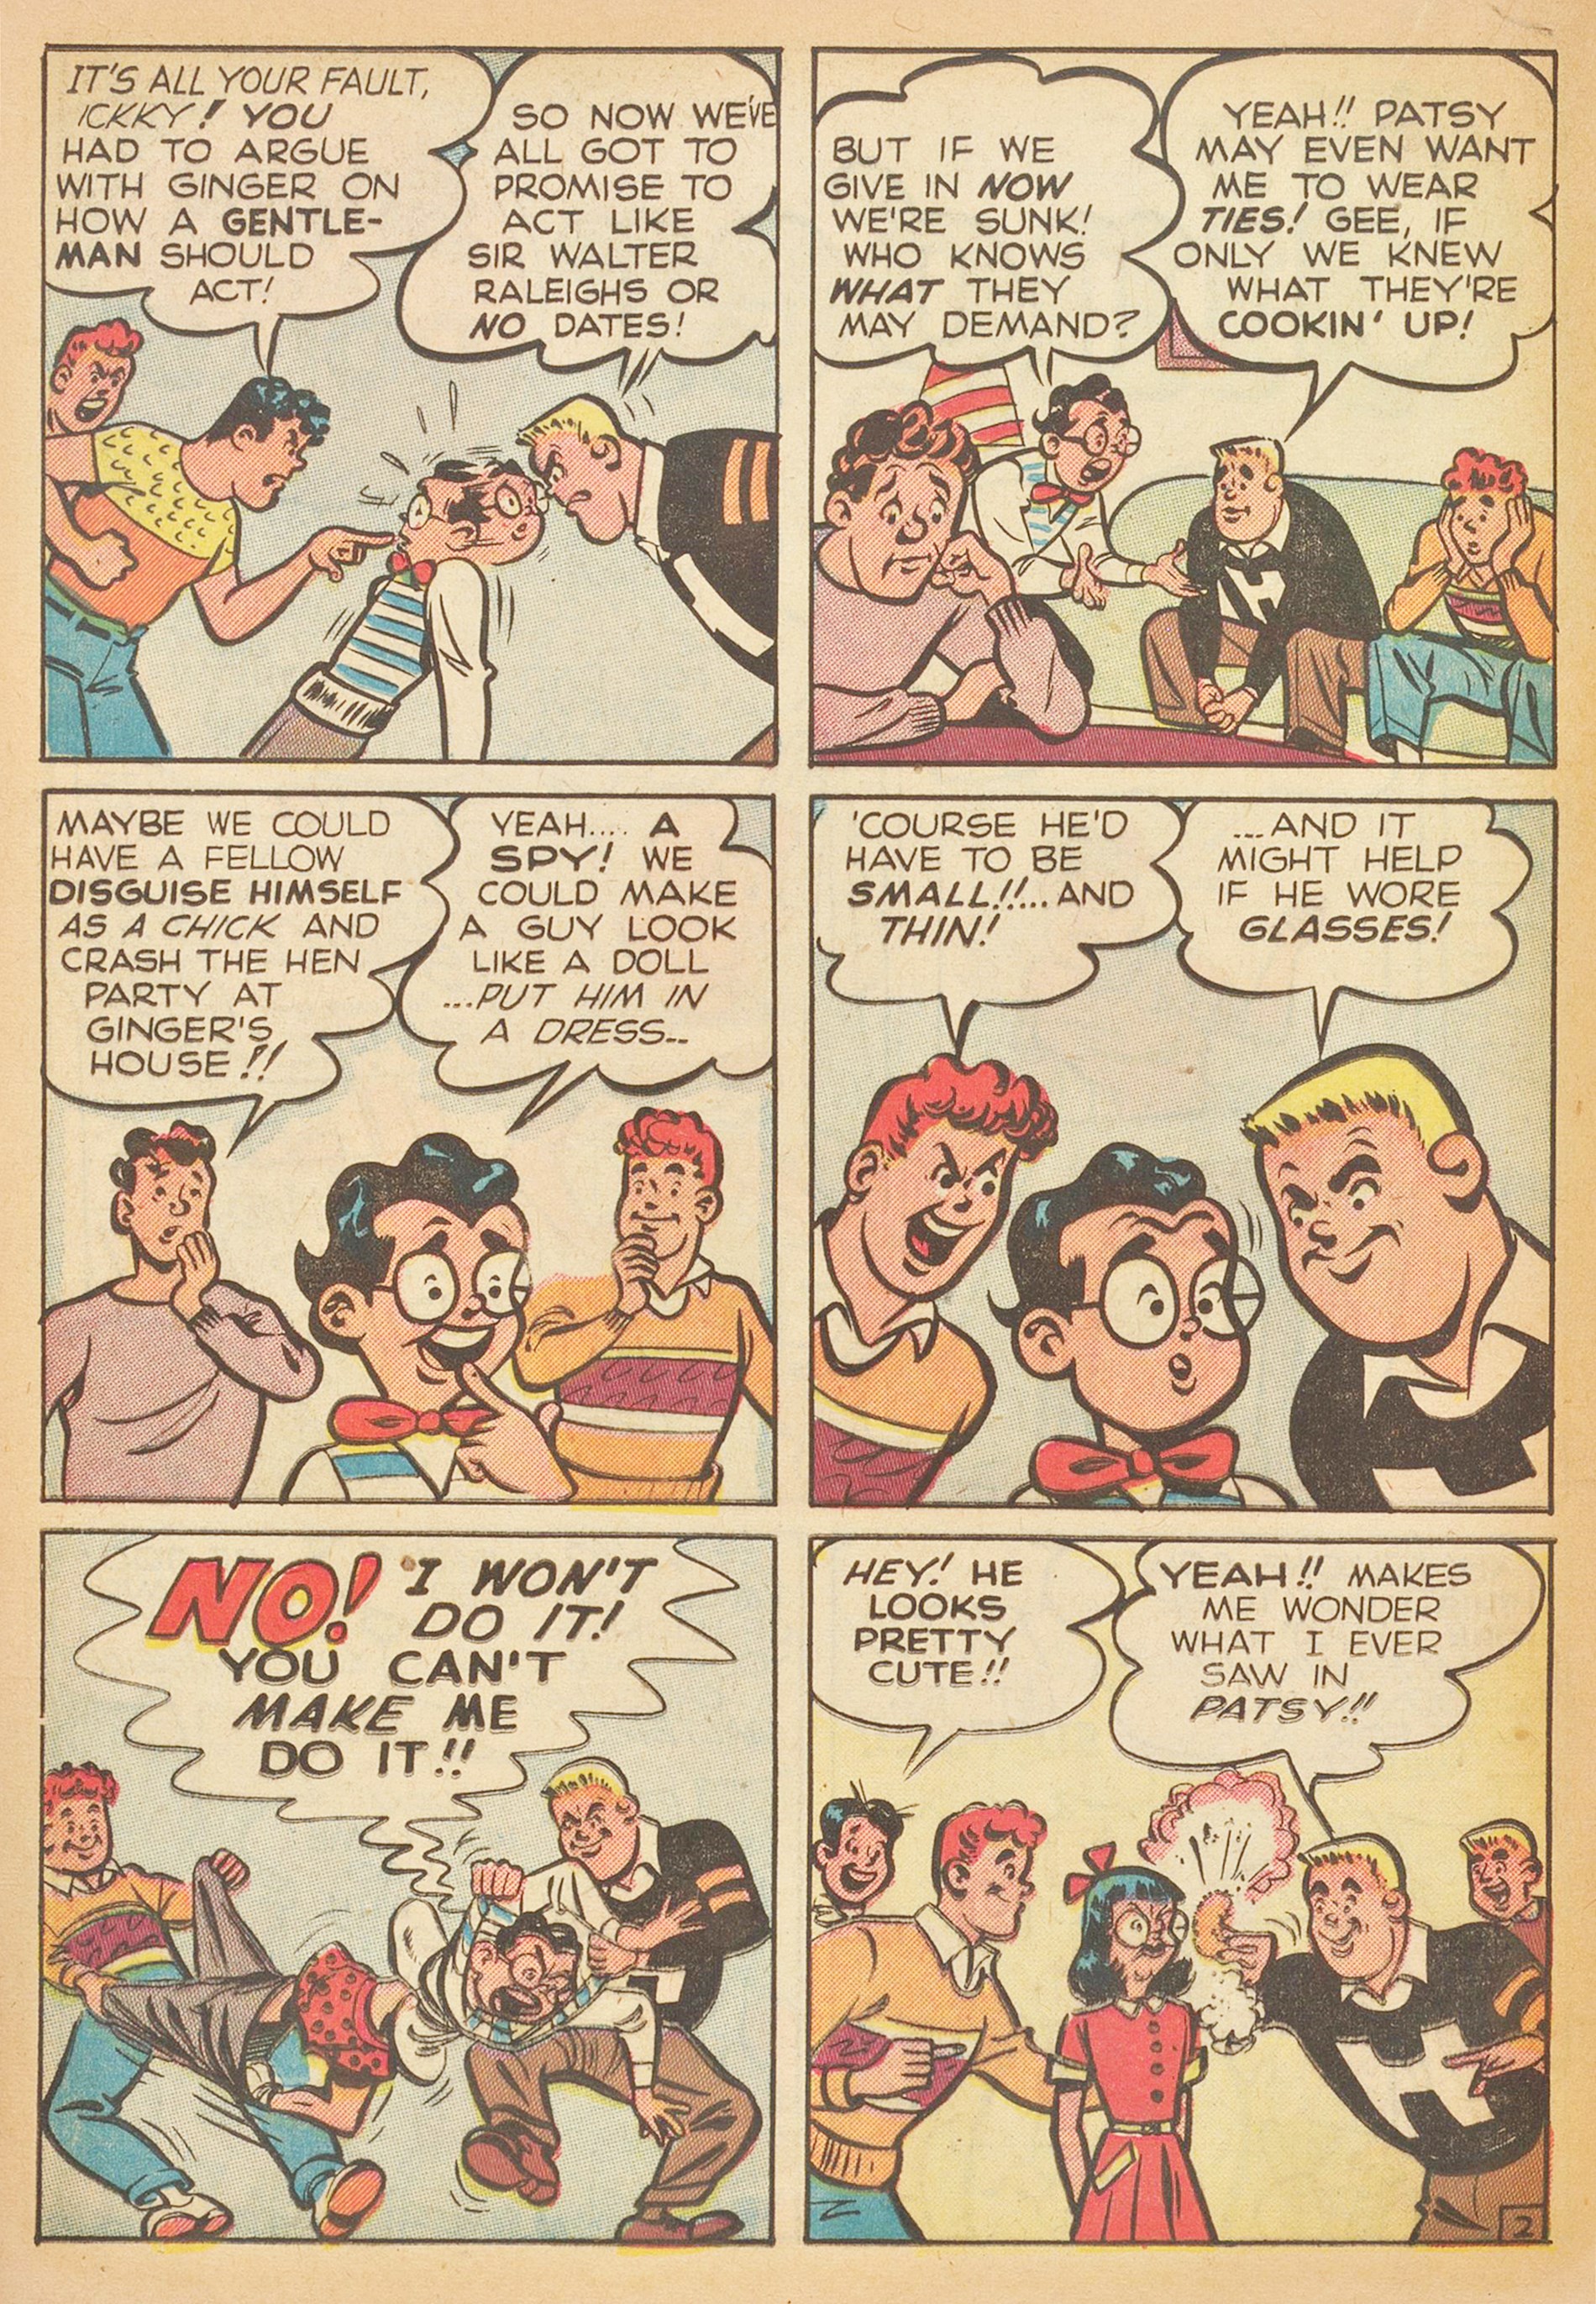 IT'S ALL YOUR FAULT,
ICKKY! YOU
HAD TO ARGUE
WITH GINGER ON
HOW A GENTLE-
MAN SHOULD
ACT!
SO NOW WE'VE
ALL GOT TO
PROMISE TO
ACT LIKE
SIR WALTER
RALEIGHS OR
NO DATES!
BUT IF WE
GIVE IN NOW
WE'RE SUNK!
WHO KNOWS
WHAT THEY
MAY DEMAND?
YEAH!! PATSY
MAY EVEN WANT
ME TO WEAR
TIES! GEE, IF
ONLY WE KNEW
WHAT THEY'RE
COOKIN' UP!
H
MAYBE WE COULD
HAVE A FELLOW
DISGUISE HIMSELF
AS A CHICK AND
CRASH THE HEN
PARTY AT
GINGER'S
HOUSE!!
YEAH.... A
SPY! WE
COULD MAKE
A GUY LOOK
LIKE A DOLL
...PUT HIM IN
A DRESS--
'COURSE HE'D
HAVE TO BE
SMALL!!...AND
THIN!
...AND IT
MIGHT HELP
IF HE WORE
GLASSES!
NO! I WON'T
DO IT!
YOU CAN'T
MAKE ME
DO IT!!
HEY! HE
LOOKS
PRETTY
CUTE!!
YEAH!! MAKES
ME WONDER
WHAT I EVER
SAW IN
PATSY!!
H
2